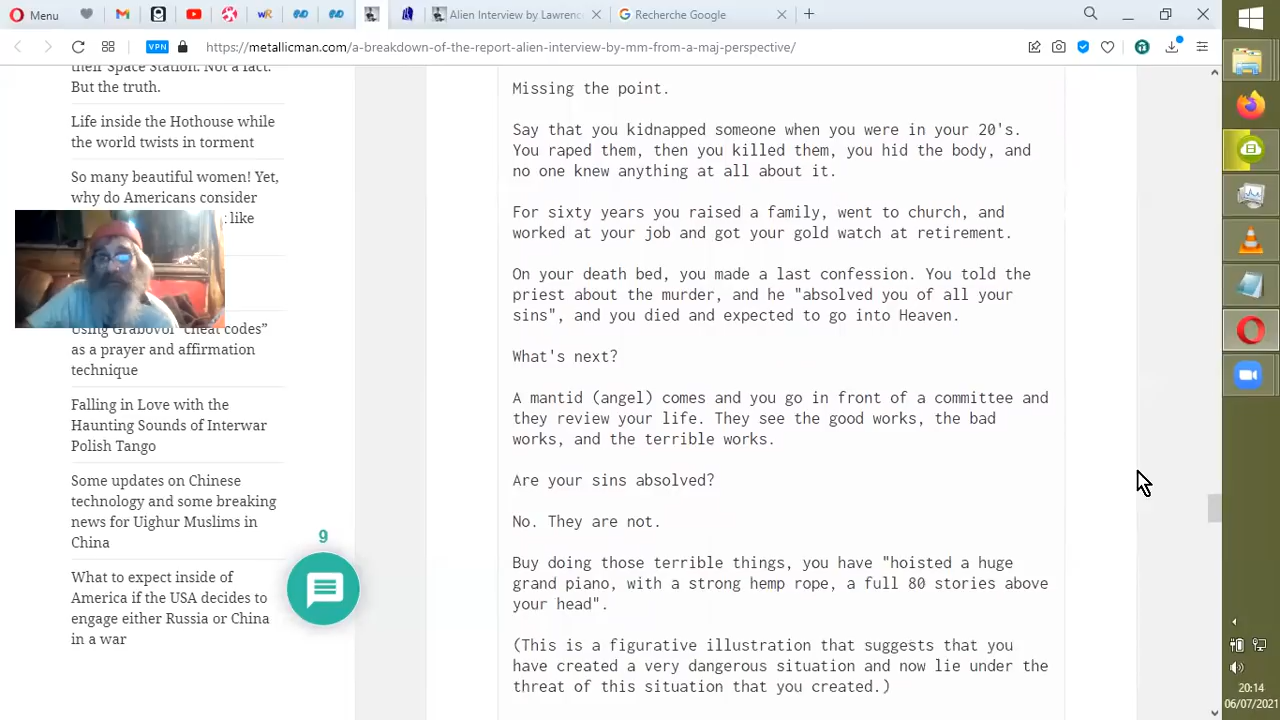 Menu
Alien Interview by Lawrenc
Recherche Google
VPN
https://metallicman.com/a-breakdown-of-the-report-alien-interview-by-mm-from-a-maj-perspective/
their Space Station. Not a fact.
But the truth.
Life inside the Hothouse while
the world twists in torment
So many beautiful women! Yet,
why do Americans consider
like
Using Grabovoi "cheat codes"
as a prayer and affirmation
technique
Falling in Love with the
Haunting Sounds of Interwar
Polish Tango
Some updates on Chinese
technology and some breaking
news for Uighur Muslims in
China
What to expect inside of
America if the USA decides to
engage either Russia or China
in a war
9
Missing the point.
Say that you kidnapped someone when you were in your 20's.
You raped them, then you killed them, you hid the body, and
no one knew anything at all about it.
For sixty years you raised a family, went to church, and
worked at your job and got your gold watch at retirement.
On your death bed, you made a last confession. You told the
priest about the murder, and he "absolved you of all your
sins", and you died and expected to go into Heaven.
What's next?
A mantid (angel) comes and you go in front of a committee and
they review your life. They see the good works, the bad
works, and the terrible works.
Are your sins absolved?
No. They are not.
Buy doing those terrible things, you have "hoisted a huge
grand piano, with a strong hemp rope, a full 80 stories above
your head".
(This is a figurative illustration that suggests that you
have created a very dangerous situation and now lie under the
threat of this situation that you created.)
20:14
06/07/2021